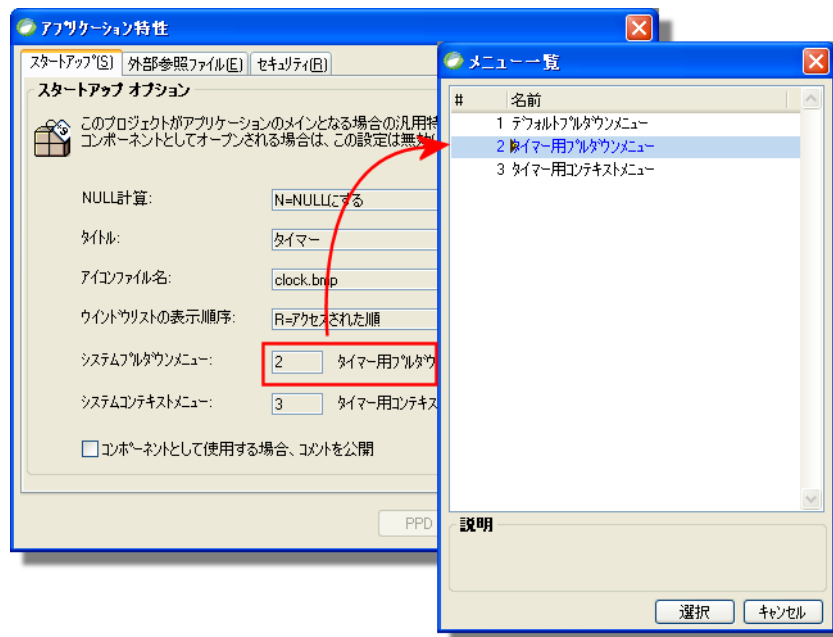 アプリケーション特性
スタートアップ(S)
外部参照ファイル(E)
セキュリティ(R)
スタートアップ オプション
このプロジェクトがアプリケーションのメインとなる場合の汎用特
コンポーネントとしてオープンされる場合は、この設定は無効
NULL計算:
N=NULLにする
タイトル:
タイマー
アイコンファイル名:
clock.bmp
ウインドウリストの表示順序:
R=アクセスされた順
システムプルダウンメニュー:
2
タイマー用プルダウ
システムコンテキストメニュー:
3
タイマー用コンテキス
コンポーネントとして使用する場合、コメントを公開
PPD
メニュー一覧
# 名前
1 デフォルトプルダウンメニュー
2 タイマー用プルダウンメニュー
3 タイマー用コンテキストメニュー
説明
選択
キャンセル